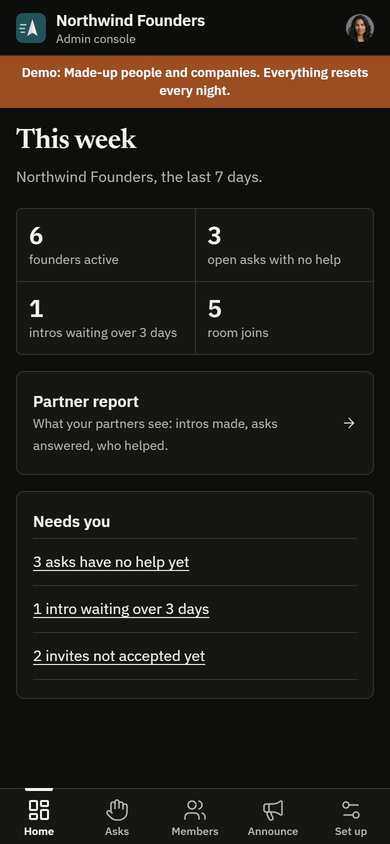 Northwind Founders
Admin console
Demo: Made-up people and companies. Everything resets
every night.
This week
Northwind Founders, the last 7 days.
6
founders active
3
open asks with no help
1
intros waiting over 3 days
5
room joins
Partner report
What your partners see: intros made, asks
answered, who helped.
Needs you
3 asks have no help yet
1 intro waiting over 3 days
2 invites not accepted yet
Home
Asks
Members
Announce
Set up